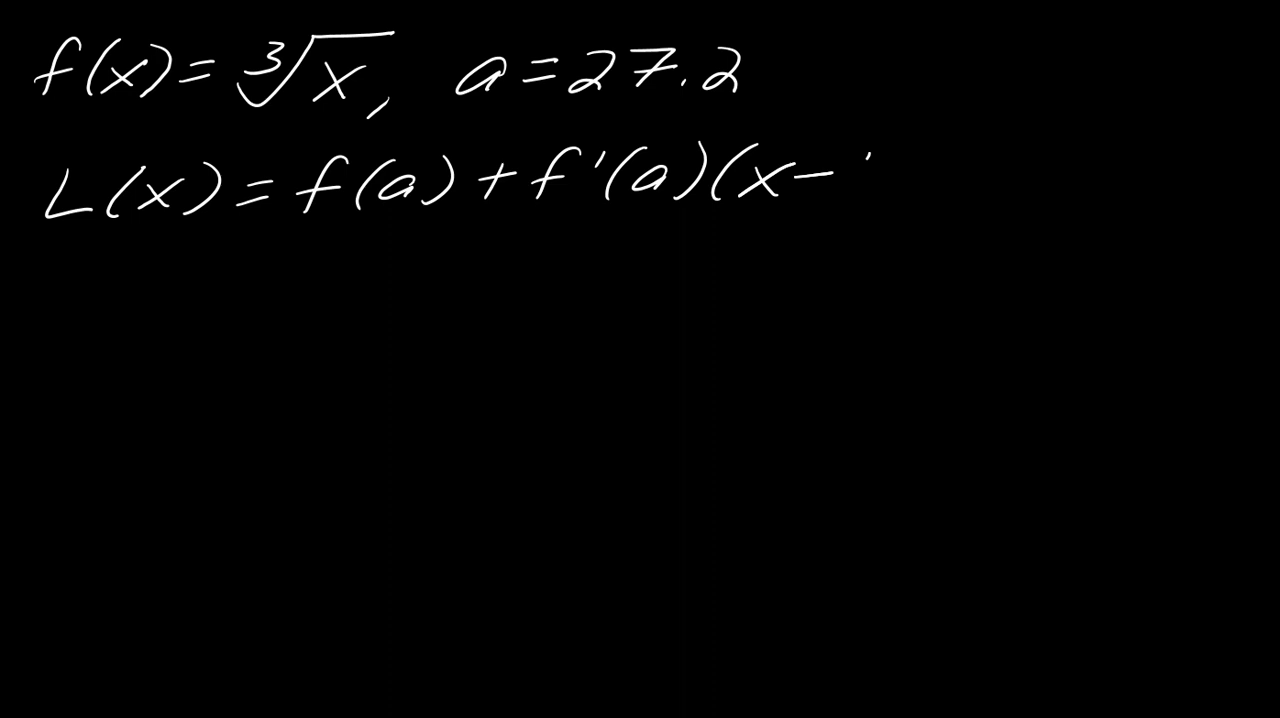 f(x) = ∛x, a = 27.2
L(x) = f(a) + f'(a)(x -